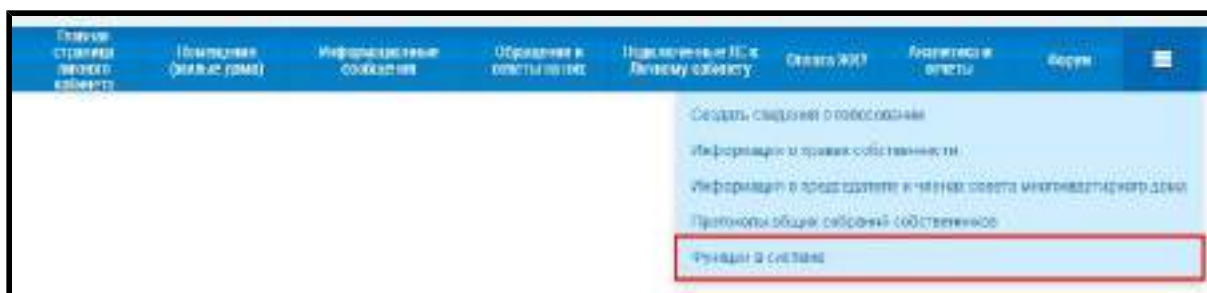 Главная
страница
личного
кабинета
Помещения
(жилые дома)
Информационные
сообщения
Обращения и
ответы на них
Подключенные ЛС к
Личному кабинету
Оплата ЖКУ
Аналитика и
отчеты
Форум
Создать сведения о голосовании
Информация о правах собственности
Информация о председателе и членах совета многоквартирного дома
Протоколы общих собраний собственников
Функции в системе